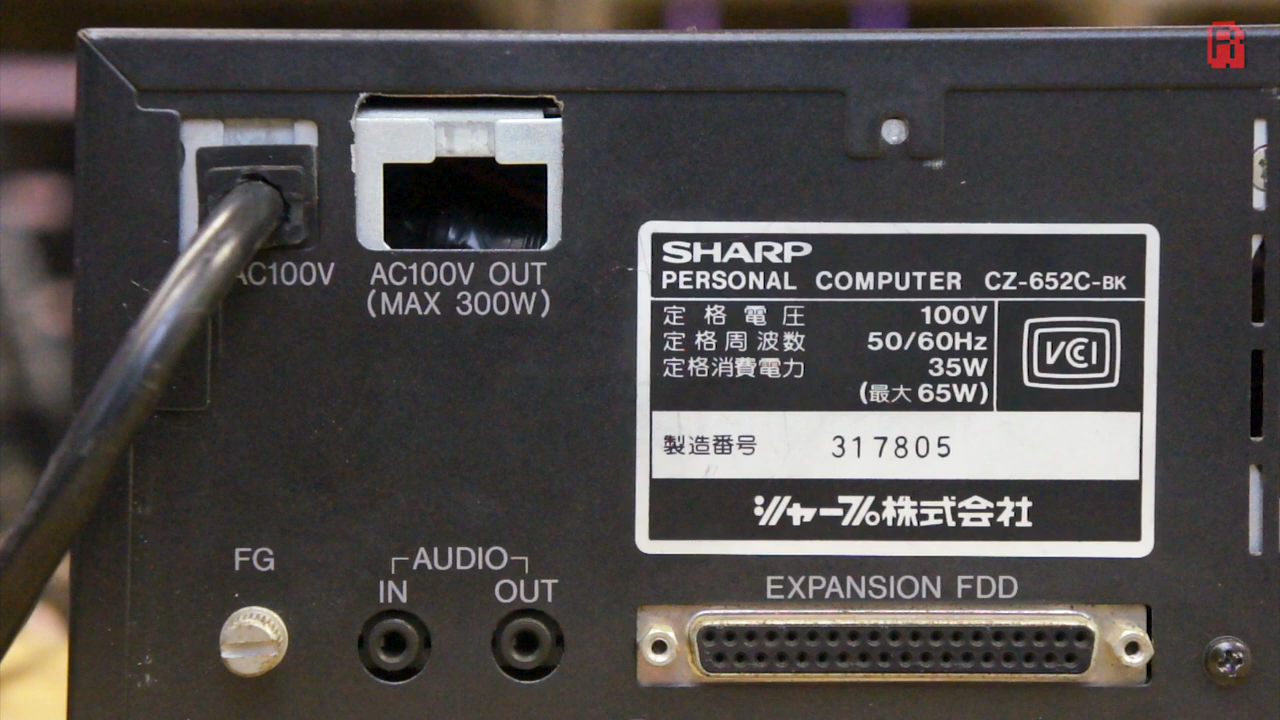 AC100V
AC100V OUT
(MAX 300W)
SHARP
PERSONAL COMPUTER CZ-652C-BK
定格電圧 100V
定格周波数 50/60Hz
定格消費電力 35W
(最大 65W)
VCCI
製造番号 317805
シャープ株式会社
FG
AUDIO
IN OUT
EXPANSION FDD